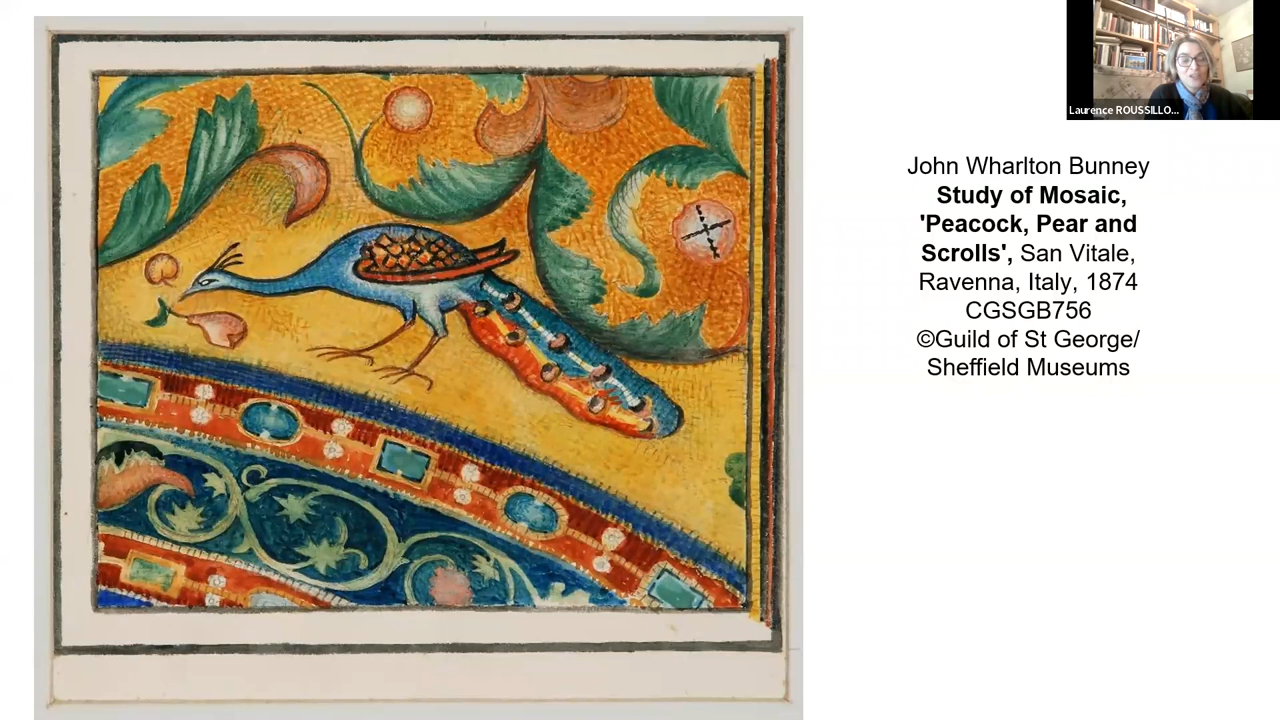 Laurence ROUSSILLO...
John Wharlton Bunney
Study of Mosaic,
'Peacock, Pear and
Scrolls', San Vitale,
Ravenna, Italy, 1874
CGSGB756
©Guild of St George/
Sheffield Museums